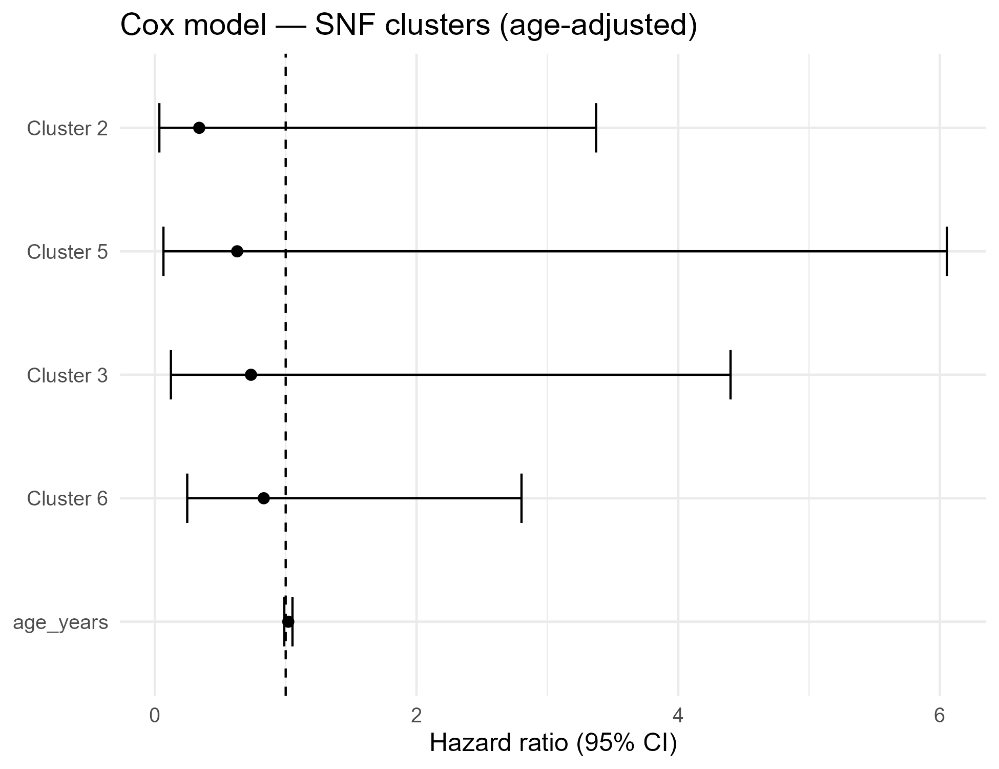 Cox model — SNF clusters (age-adjusted)
Cluster 2
Cluster 5
Cluster 3
Cluster 6
age_years
0 2 4 6
Hazard ratio (95% CI)